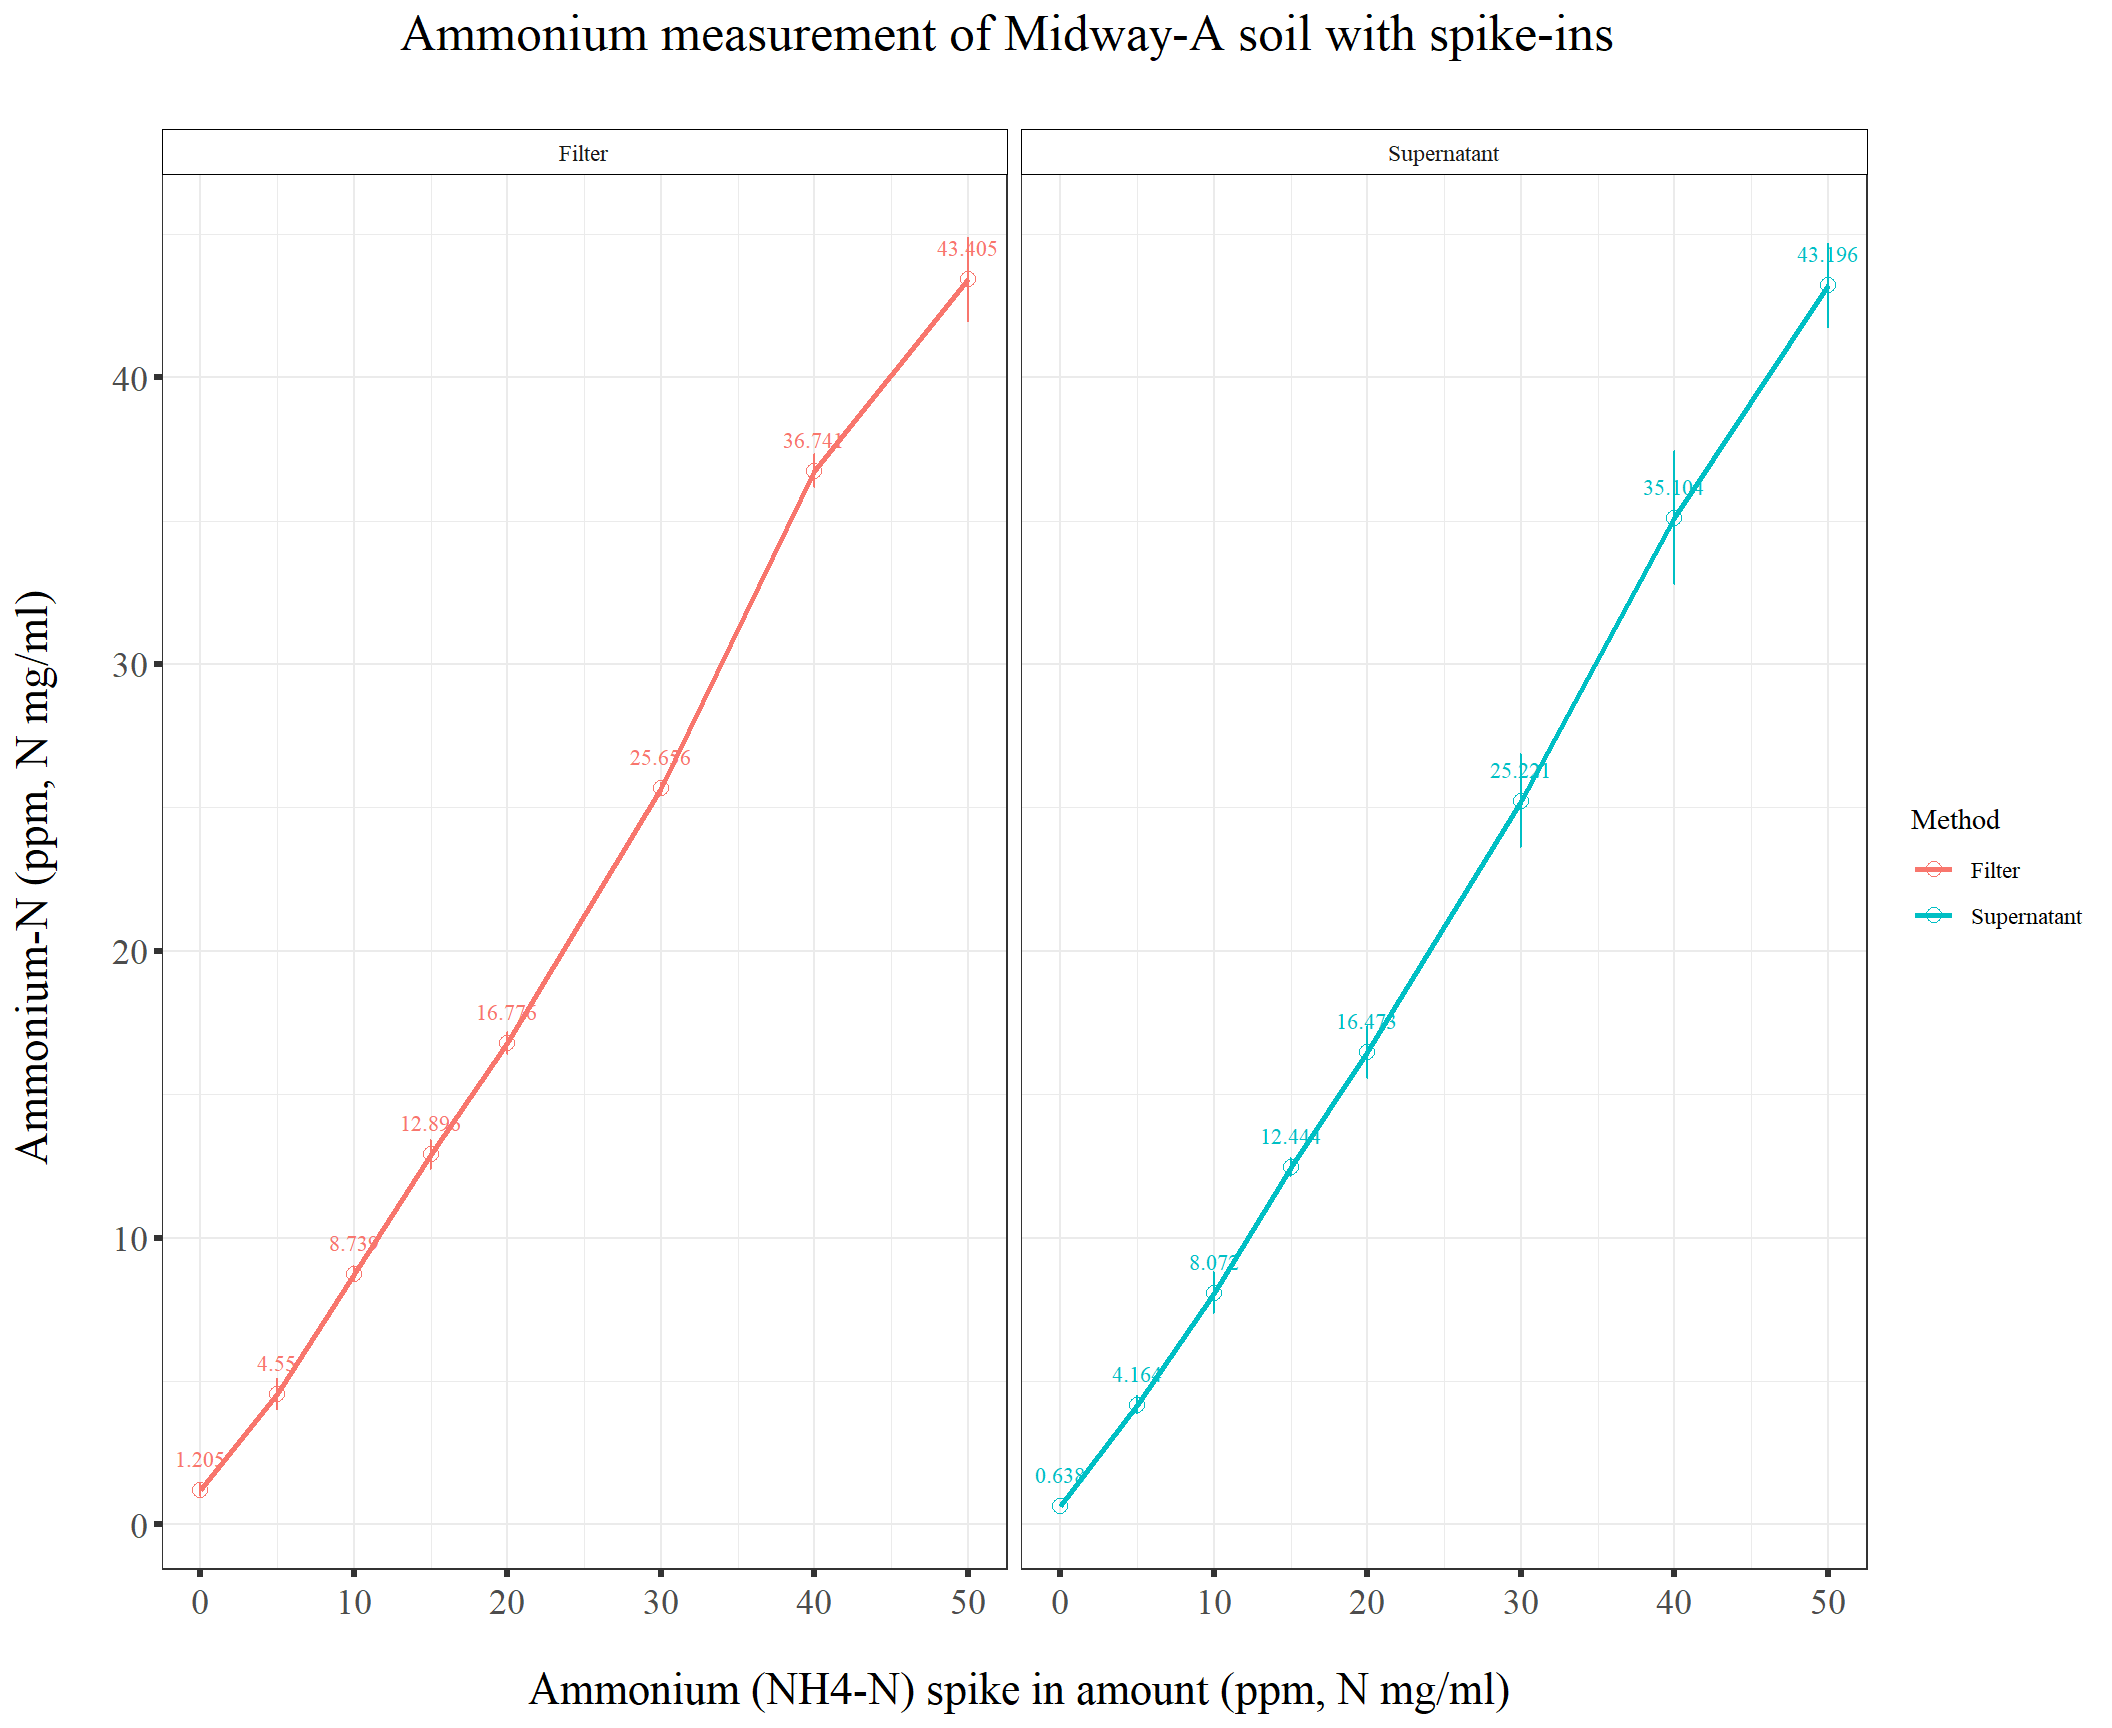 Ammonium measurement of Midway-A soil with spike-ins
Filter
Supernatant
Ammonium-N (ppm, N mg/ml)
40
30
20
10
0
43.405
36.741
25.656
16.776
12.896
8.739
4.55
1.205
43.196
35.104
25.221
16.473
12.444
8.072
4.164
0.638
0 10 20 30 40 50
0 10 20 30 40 50
Ammonium (NH4-N) spike in amount (ppm, N mg/ml)
Method
Filter
Supernatant